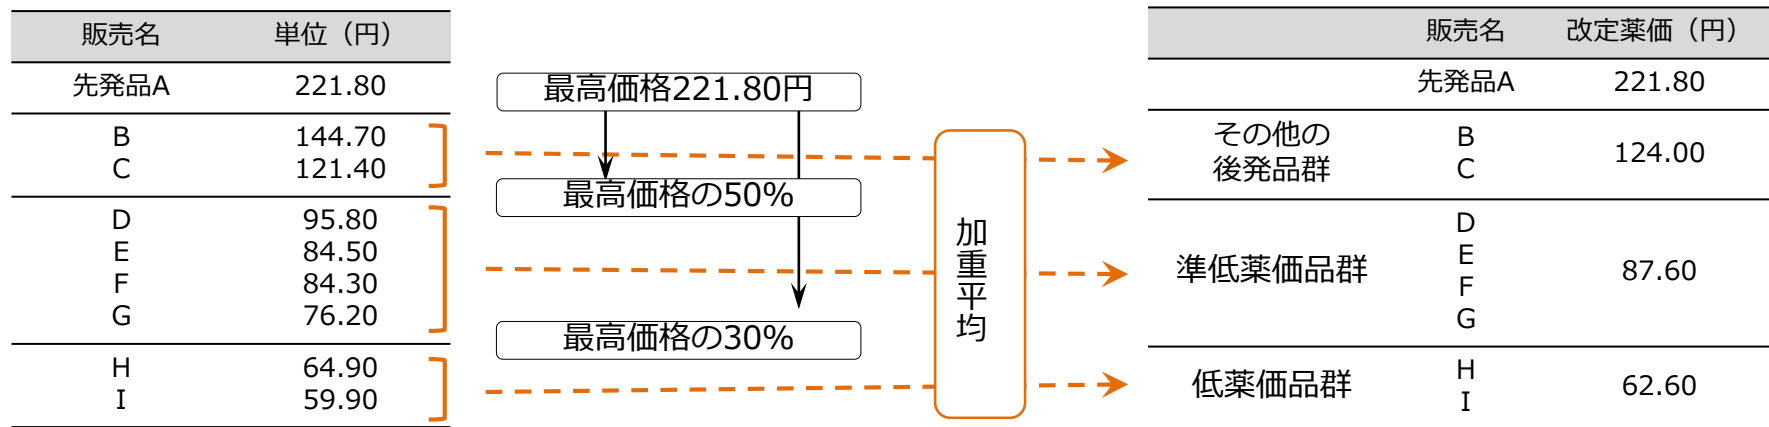 販売名 単位（円）
先発品A 221.80
B 144.70
C 121.40
D 95.80
E 84.50
F 84.30
G 76.20
H 64.90
I 59.90
最高価格221.80円
最高価格の50%
最高価格の30%
加重平均
販売名 改定薬価（円）
先発品A 221.80
その他の
後発品群
B
C
124.00
準低薬価品群
D
E
F
G
87.60
低薬価品群
H
I
62.60